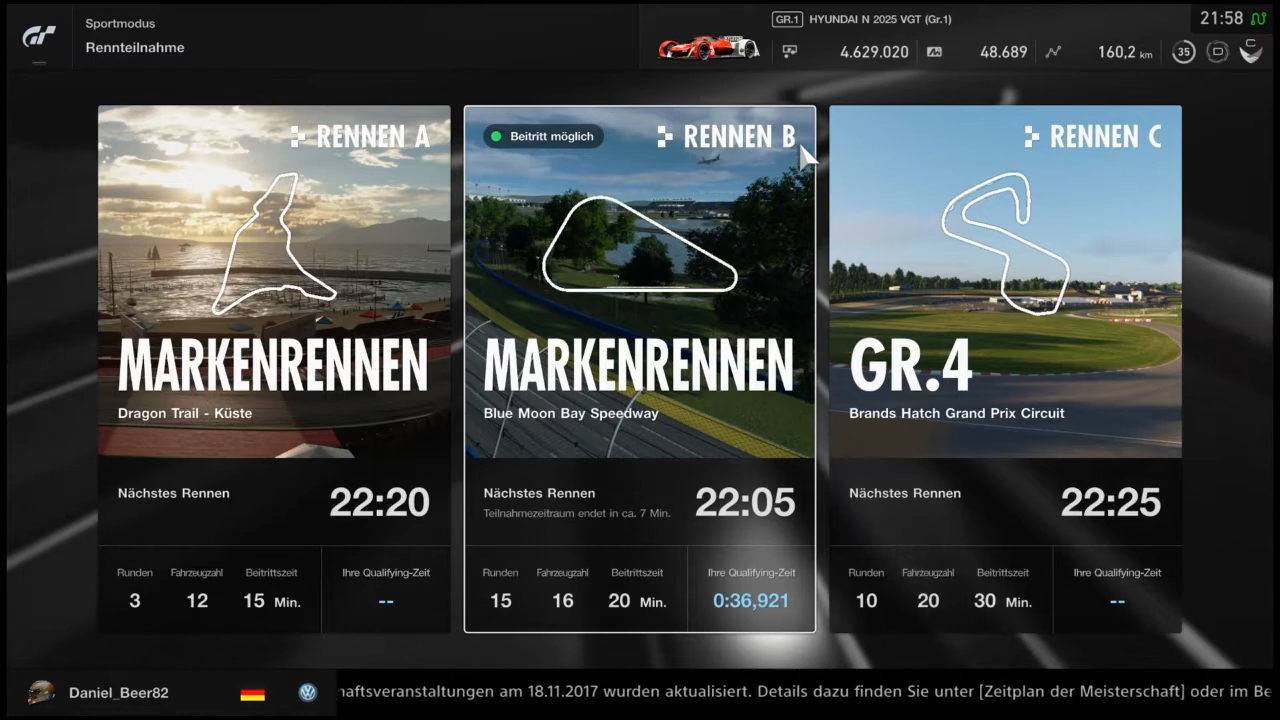 Sportmodus
Rennteilnahme
GR.1 HYUNDAI N 2025 VGT (Gr.1)
21:58
4.629.020 48.689 160,2 km 35 C
RENNEN A
MARKENRENNEN
Dragon Trail - Küste
Nächstes Rennen 22:20
Runden Fahrzeugzahl Beitrittszeit Ihre Qualifying-Zeit
3 12 15 Min. --
Beitritt möglich RENNEN B
MARKENRENNEN
Blue Moon Bay Speedway
Nächstes Rennen 22:05
Teilnahmezeitraum endet in ca. 7 Min.
Runden Fahrzeugzahl Beitrittszeit Ihre Qualifying-Zeit
15 16 20 Min. 0:36,921
RENNEN C
GR.4
Brands Hatch Grand Prix Circuit
Nächstes Rennen 22:25
Runden Fahrzeugzahl Beitrittszeit Ihre Qualifying-Zeit
10 20 30 Min. --
Daniel_Beer82
haftsveranstaltungen am 18.11.2017 wurden aktualisiert. Details dazu finden Sie unter [Zeitplan der Meisterschaft] oder im Be